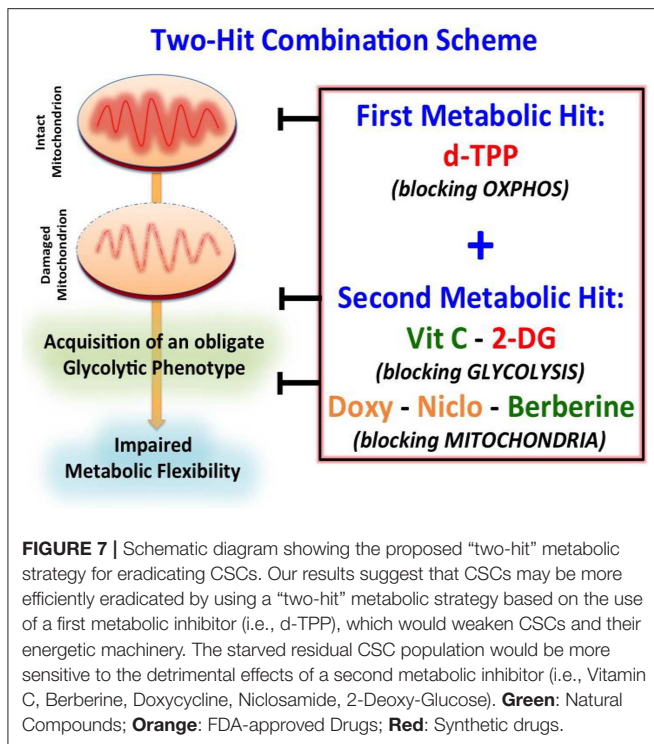 Two-Hit Combination Scheme
Intact
Mitochondrion
Damaged
Mitochondrion
Acquisition of an obligate
Glycolytic Phenotype
Impaired
Metabolic Flexibility
First Metabolic Hit:
d-TPP
(blocking OXPHOS)
+
Second Metabolic Hit:
Vit C - 2-DG
(blocking GLYCOLYSIS)
Doxy - Niclo - Berberine
(blocking MITOCHONDRIA)
FIGURE 7 | Schematic diagram showing the proposed “two-hit” metabolic
strategy for eradicating CSCs. Our results suggest that CSCs may be more
efficiently eradicated by using a “two-hit” metabolic strategy based on the use
of a first metabolic inhibitor (i.e., d-TPP), which would weaken CSCs and their
energetic machinery. The starved residual CSC population would be more
sensitive to the detrimental effects of a second metabolic inhibitor (i.e., Vitamin
C, Berberine, Doxycycline, Niclosamide, 2-Deoxy-Glucose). Green: Natural
Compounds; Orange: FDA-approved Drugs; Red: Synthetic drugs.